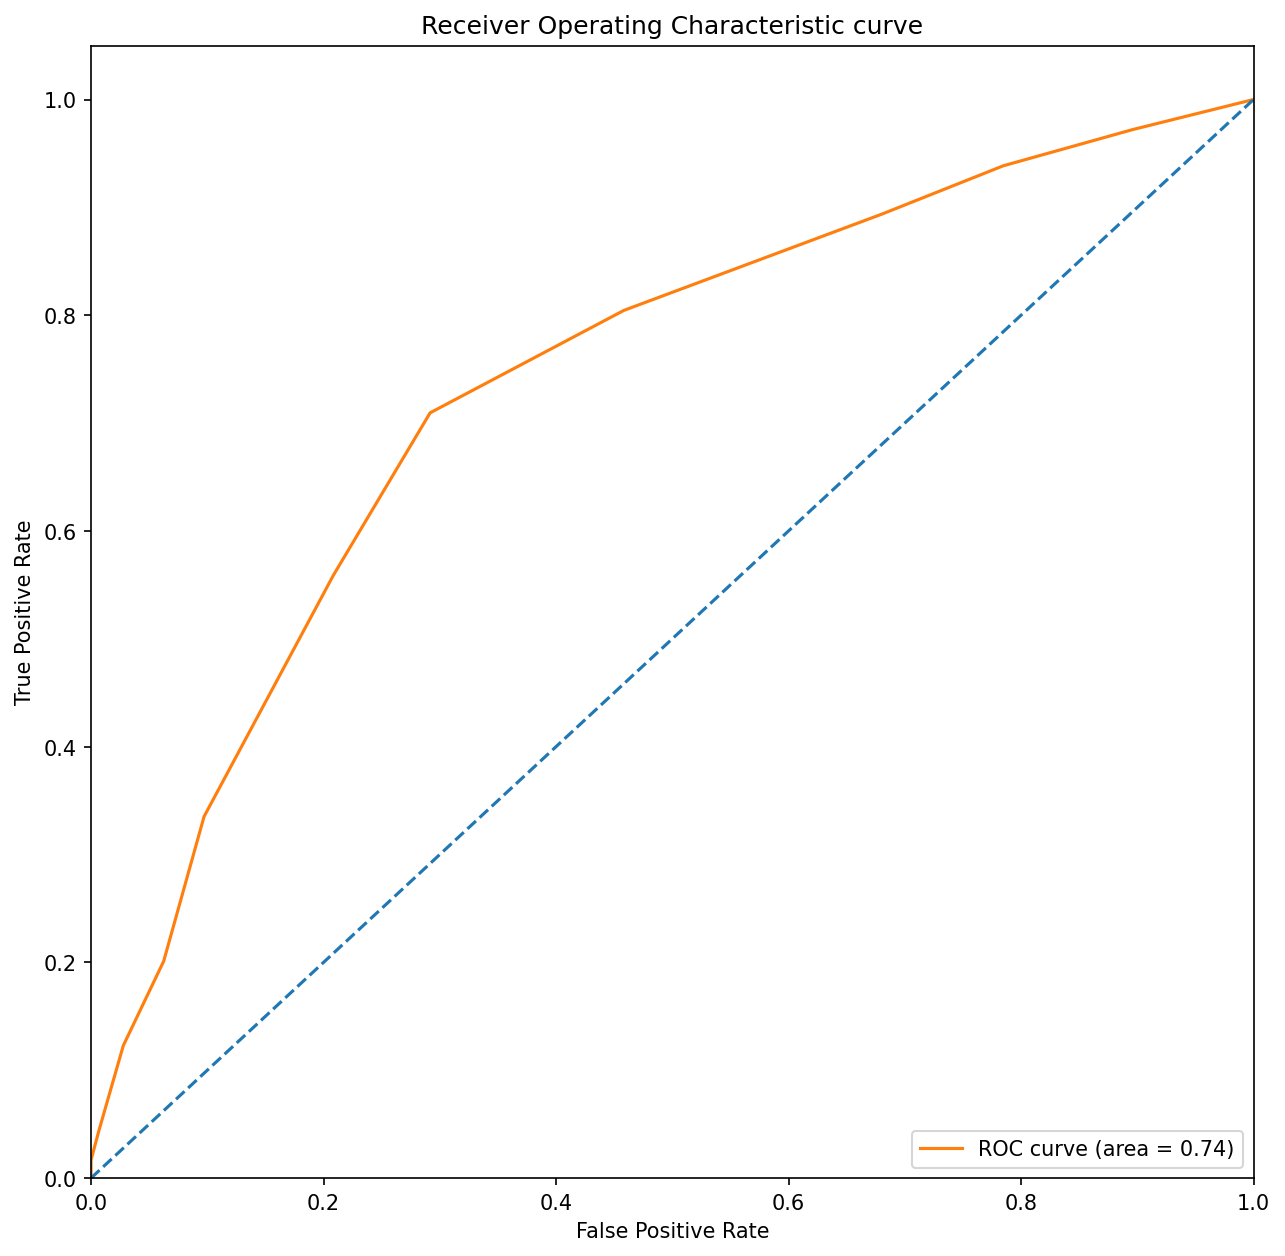 Receiver Operating Characteristic curve
1.0
0.8
0.6
0.4
0.2
0.0
True Positive Rate
ROC curve (area = 0.74)
0.0 0.2 0.4 0.6 0.8 1.0
False Positive Rate